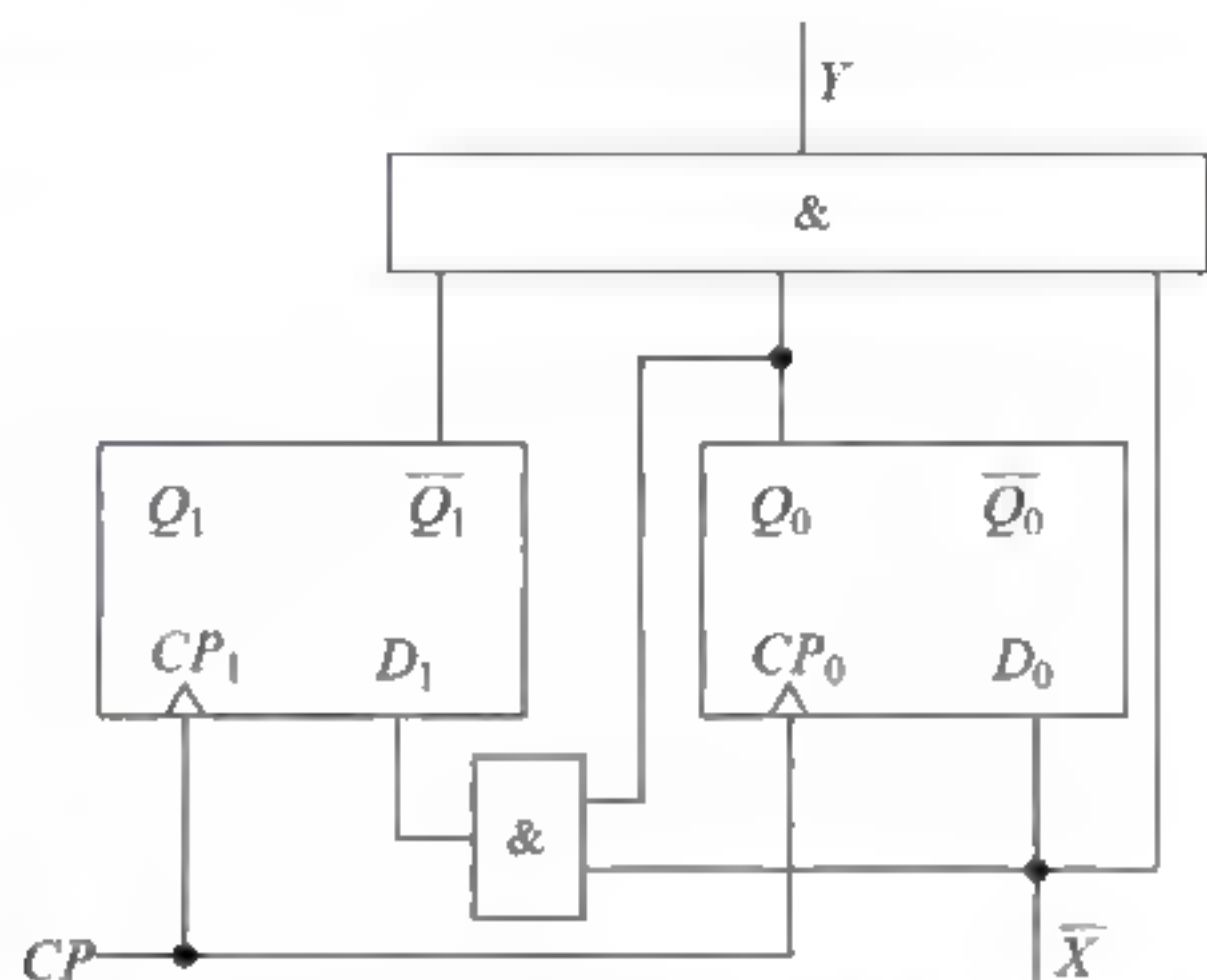 Y
&
Q₁ Q̅₁ Q₀ Q̅₀
CP₁ D₁ CP₀ D₀
&
CP X̅